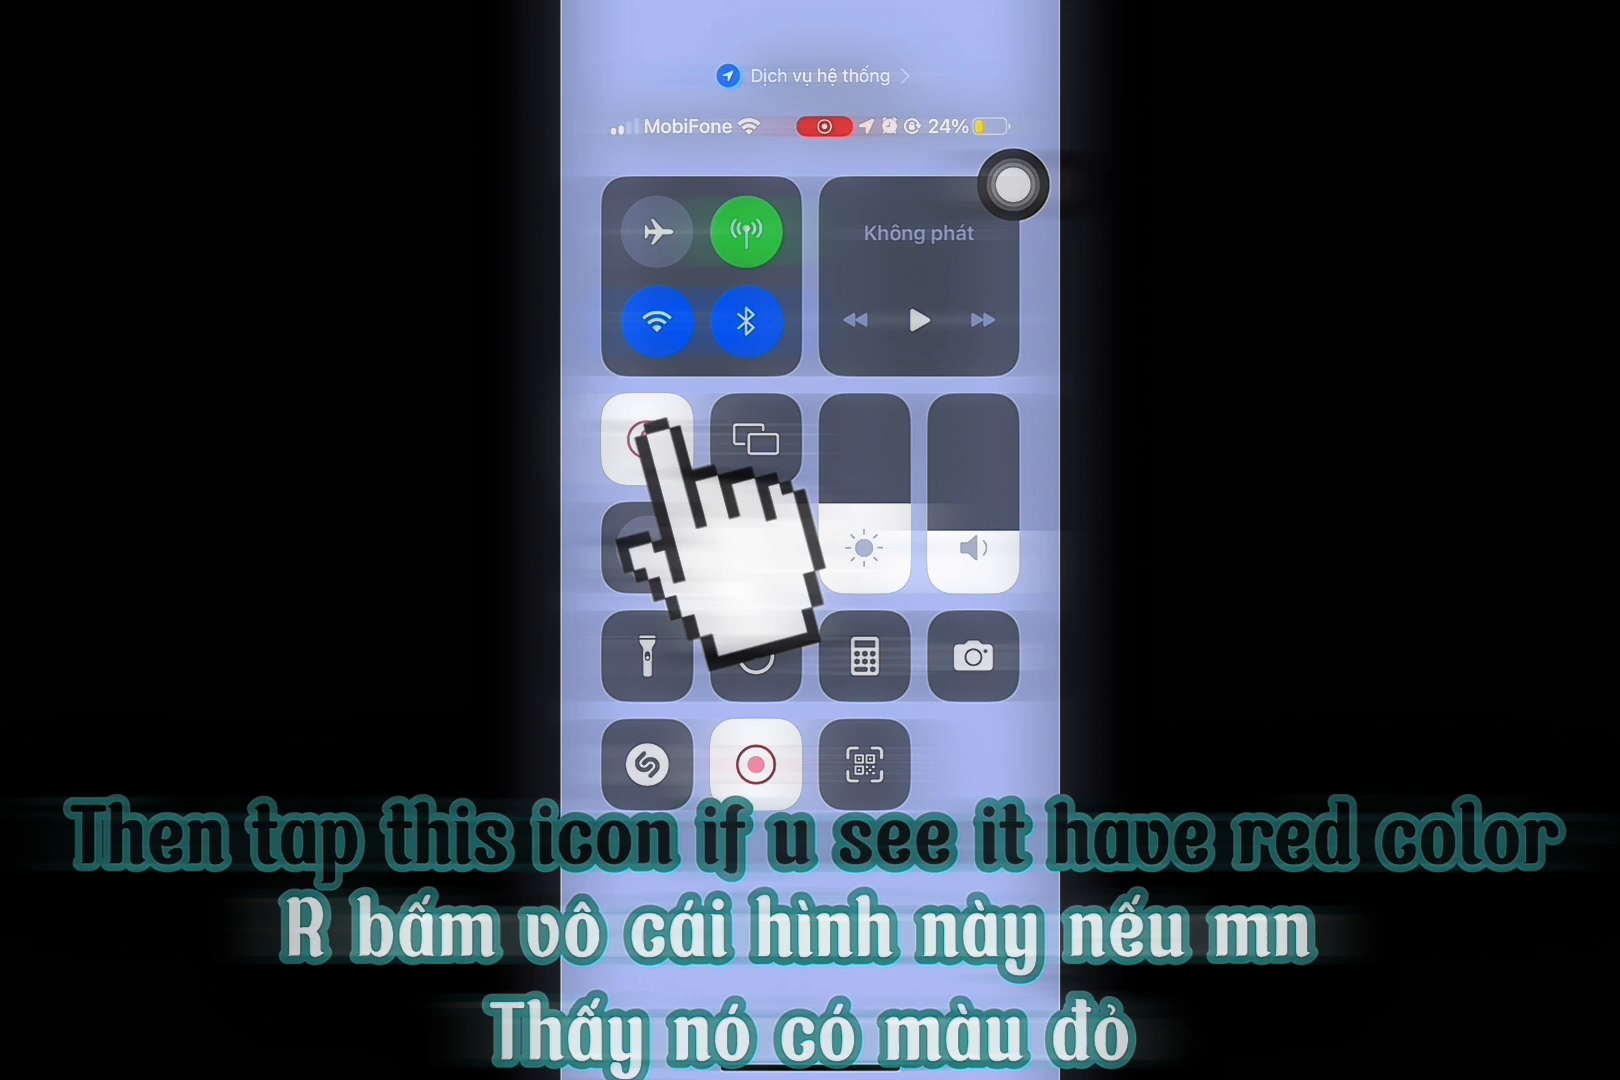 Dịch vụ hệ thống
MobiFone 24%
Không phát
Then tap this icon if u see it have red color
R bấm vô cái hình này nếu mn
Thấy nó có màu đỏ